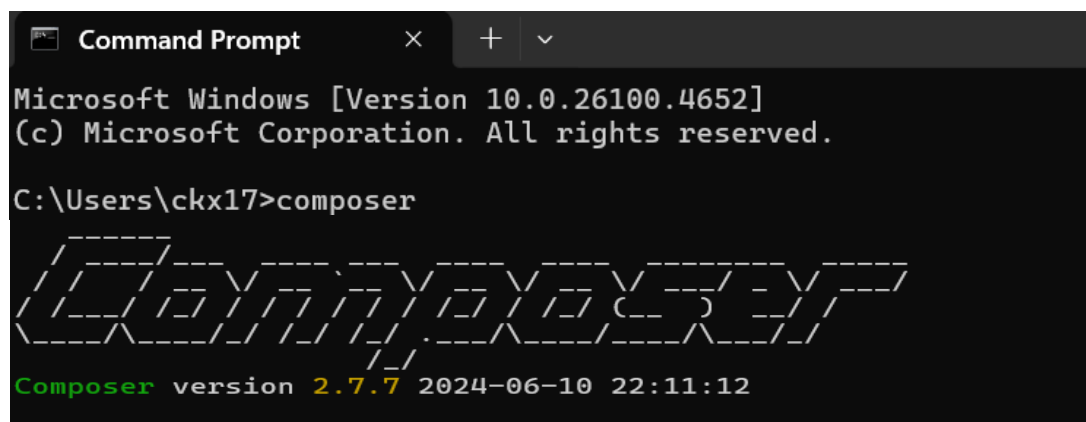 Command Prompt
Microsoft Windows [Version 10.0.26100.4652]
(c) Microsoft Corporation. All rights reserved.
C:\Users\ckx17>composer
Composer
Composer version 2.7.7 2024-06-10 22:11:12